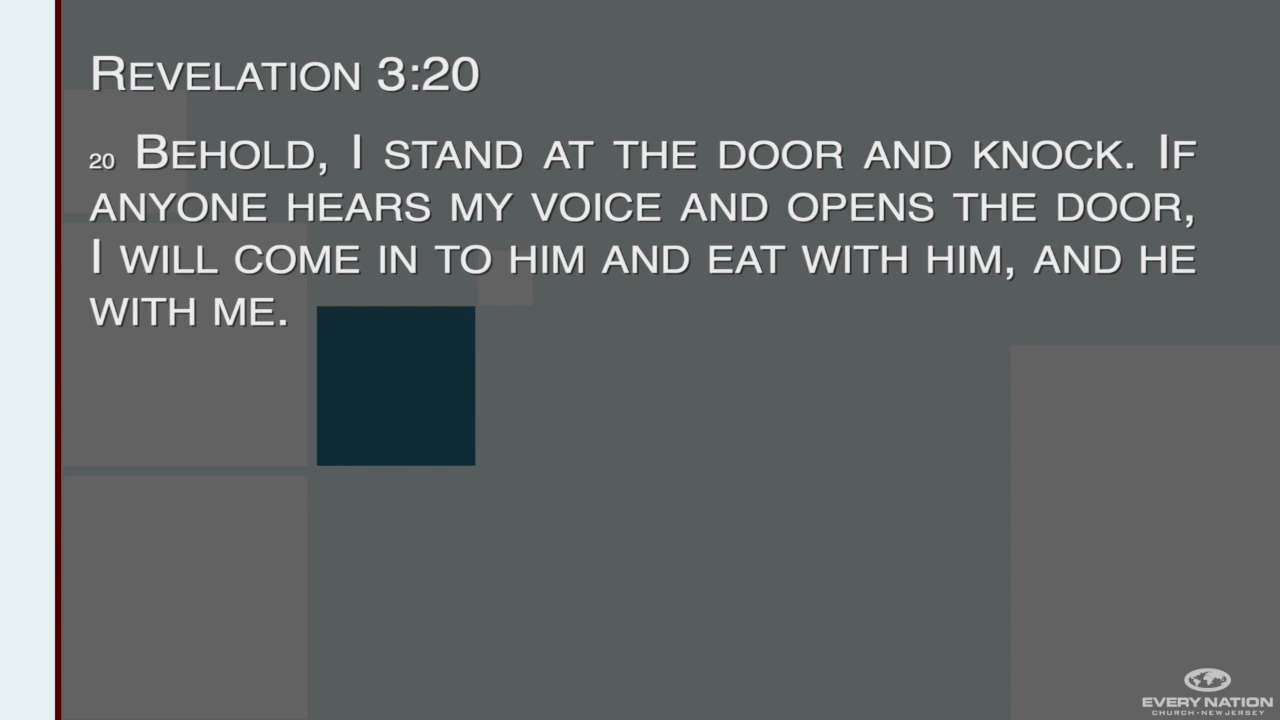 Revelation 3:20
20 Behold, I stand at the door and knock. If
anyone hears my voice and opens the door,
I will come in to him and eat with him, and he
with me.
EVERY NATION
CHURCH • NEW JERSEY